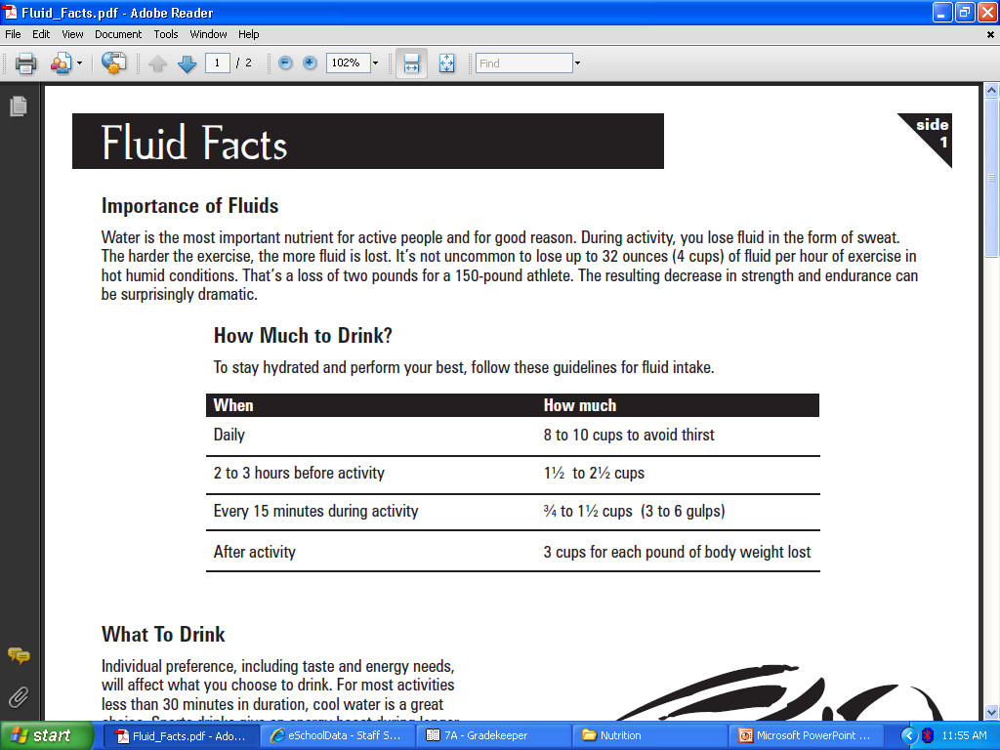 Fluid_Facts.pdf - Adobe Reader
File Edit View Document Tools Window Help
1 / 2 102% Find
Fluid Facts
side
1
Importance of Fluids
Water is the most important nutrient for active people and for good reason. During activity, you lose fluid in the form of sweat.
The harder the exercise, the more fluid is lost. It's not uncommon to lose up to 32 ounces (4 cups) of fluid per hour of exercise in
hot humid conditions. That's a loss of two pounds for a 150-pound athlete. The resulting decrease in strength and endurance can
be surprisingly dramatic.
How Much to Drink?
To stay hydrated and perform your best, follow these guidelines for fluid intake.
When How much
Daily 8 to 10 cups to avoid thirst
2 to 3 hours before activity 1½ to 2½ cups
Every 15 minutes during activity ¾ to 1½ cups (3 to 6 gulps)
After activity 3 cups for each pound of body weight lost
What To Drink
Individual preference, including taste and energy needs,
will affect what you choose to drink. For most activities
less than 30 minutes in duration, cool water is a great
choice. Sports drinks give an energy boost during longer
start Fluid_Facts.pdf - Ado... eSchoolData - Staff S... 7A - Gradekeeper Nutrition Microsoft PowerPoint ... 11:55 AM